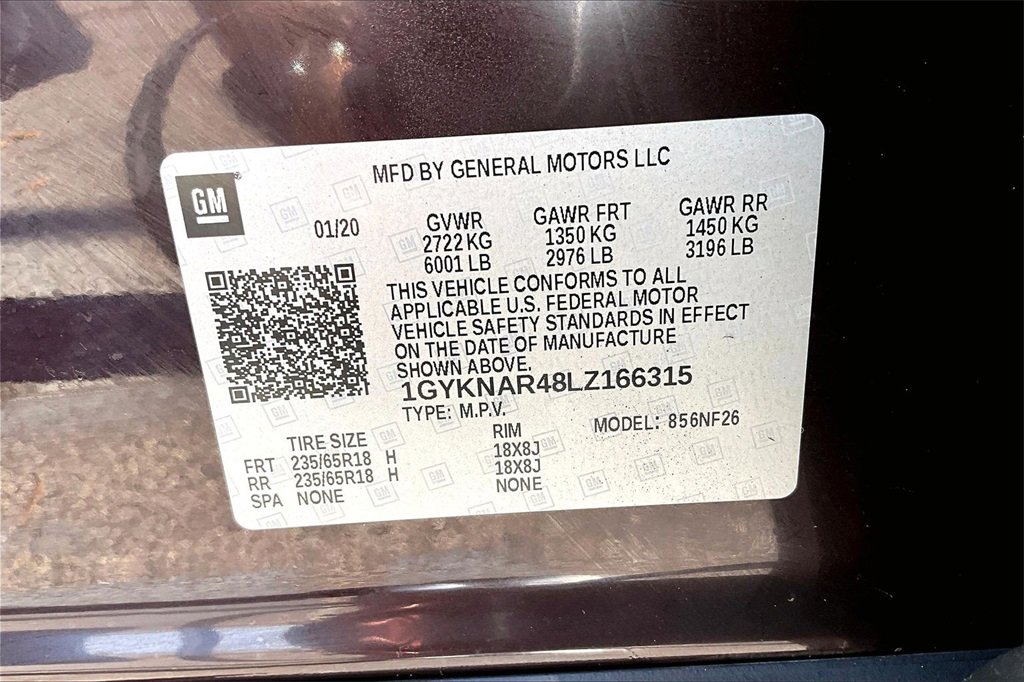 MFD BY GENERAL MOTORS LLC
GM
01/20
GVWR
2722 KG
6001 LB
GAWR FRT
1350 KG
2976 LB
GAWR RR
1450 KG
3196 LB
THIS VEHICLE CONFORMS TO ALL
APPLICABLE U.S. FEDERAL MOTOR
VEHICLE SAFETY STANDARDS IN EFFECT
ON THE DATE OF MANUFACTURE
SHOWN ABOVE.
1GYKNAR48LZ166315
TYPE: M.P.V.
MODEL: 856NF26
TIRE SIZE RIM
FRT 235/65R18 H 18X8J
RR 235/65R18 H 18X8J
SPA NONE NONE